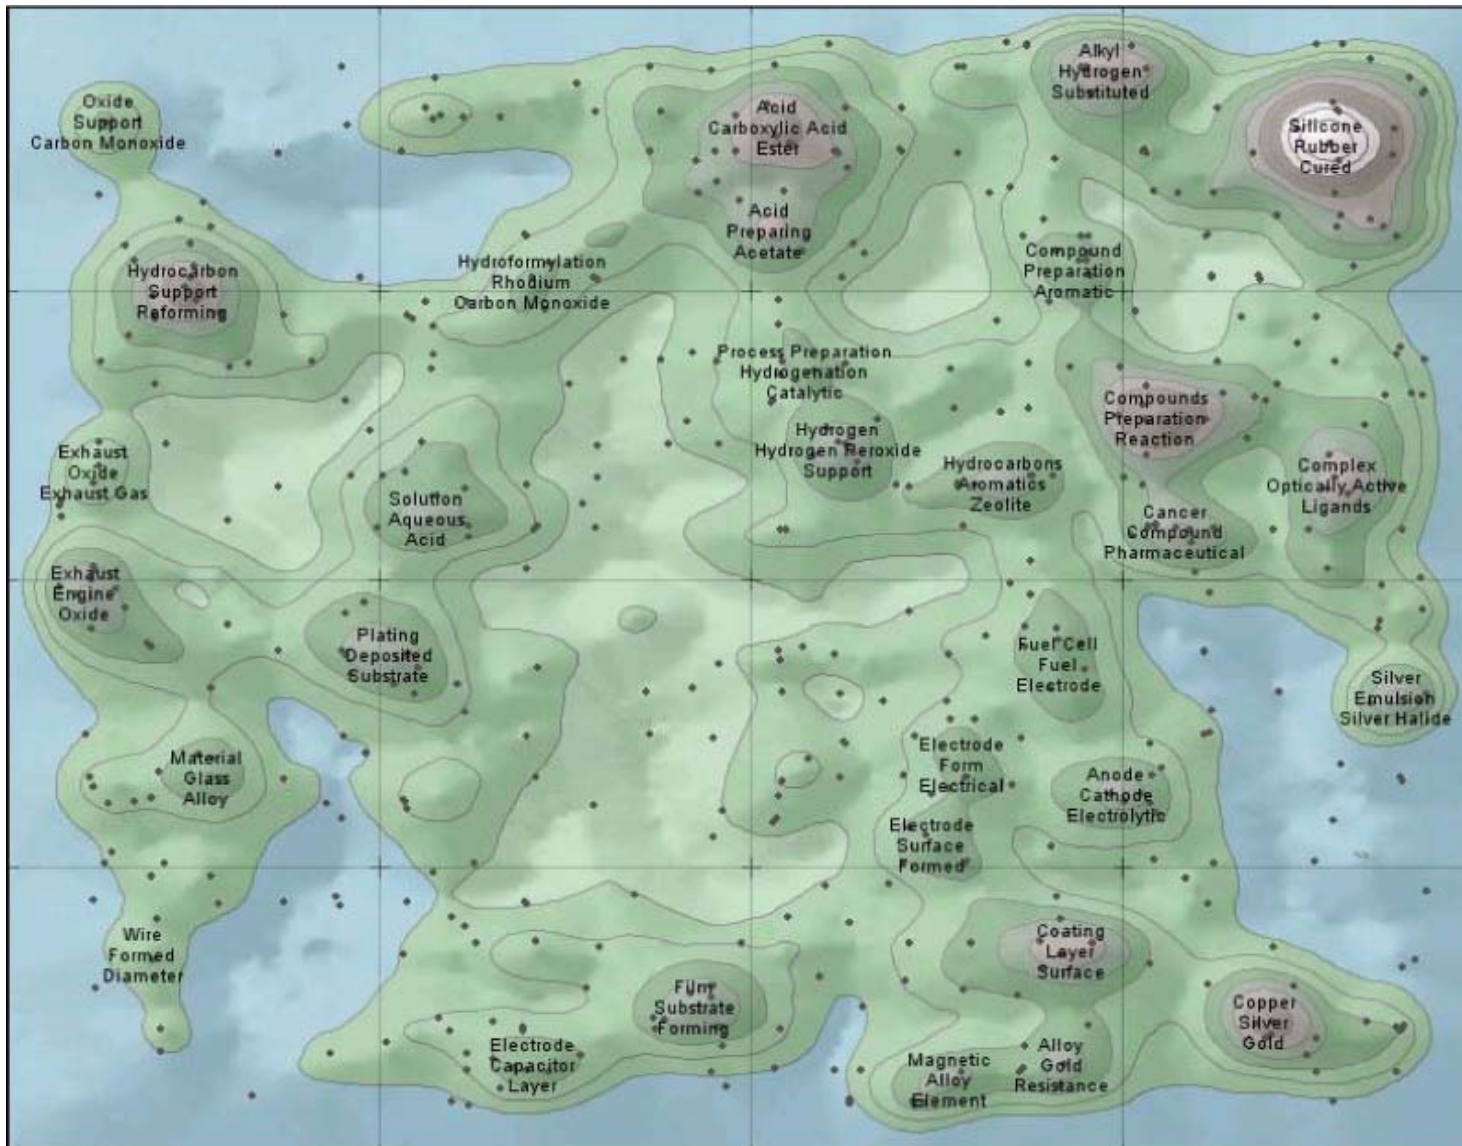 Alkyl
Hydrogen
Substituted
Oxide
Support
Carbon Monoxide
Acid
Carboxylic Acid
Ester
Silicone
Rubber
Cured
Acid
Preparing
Acetate
Compound
Preparation
Aromatic
Hydrocarbon
Support
Reforming
Hydroformylation
Rhodium
Carbon Monoxide
Process Preparation
Hydrogenation
Catalytic
Compounds
Preparation
Reaction
Hydrogen
Hydrogen Peroxide
Support
Exhaust
Oxide
Exhaust Gas
Hydrocarbons
Aromatics
Zeolite
Complex
Optically Active
Ligands
Solution
Aqueous
Acid
Cancer
Compound
Pharmaceutical
Exhaust
Engine
Oxide
Plating
Deposited
Substrate
Fuel Cell
Fuel
Electrode
Silver
Emulsion
Silver Halide
Material
Glass
Alloy
Electrode
Form
Electrical
Anode
Cathode
Electrolytic
Electrode
Surface
Formed
Wire
Formed
Diameter
Coating
Layer
Surface
Film
Substrate
Forming
Copper
Silver
Gold
Electrode
Capacitor
Layer
Magnetic
Alloy
Element
Alloy
Gold
Resistance